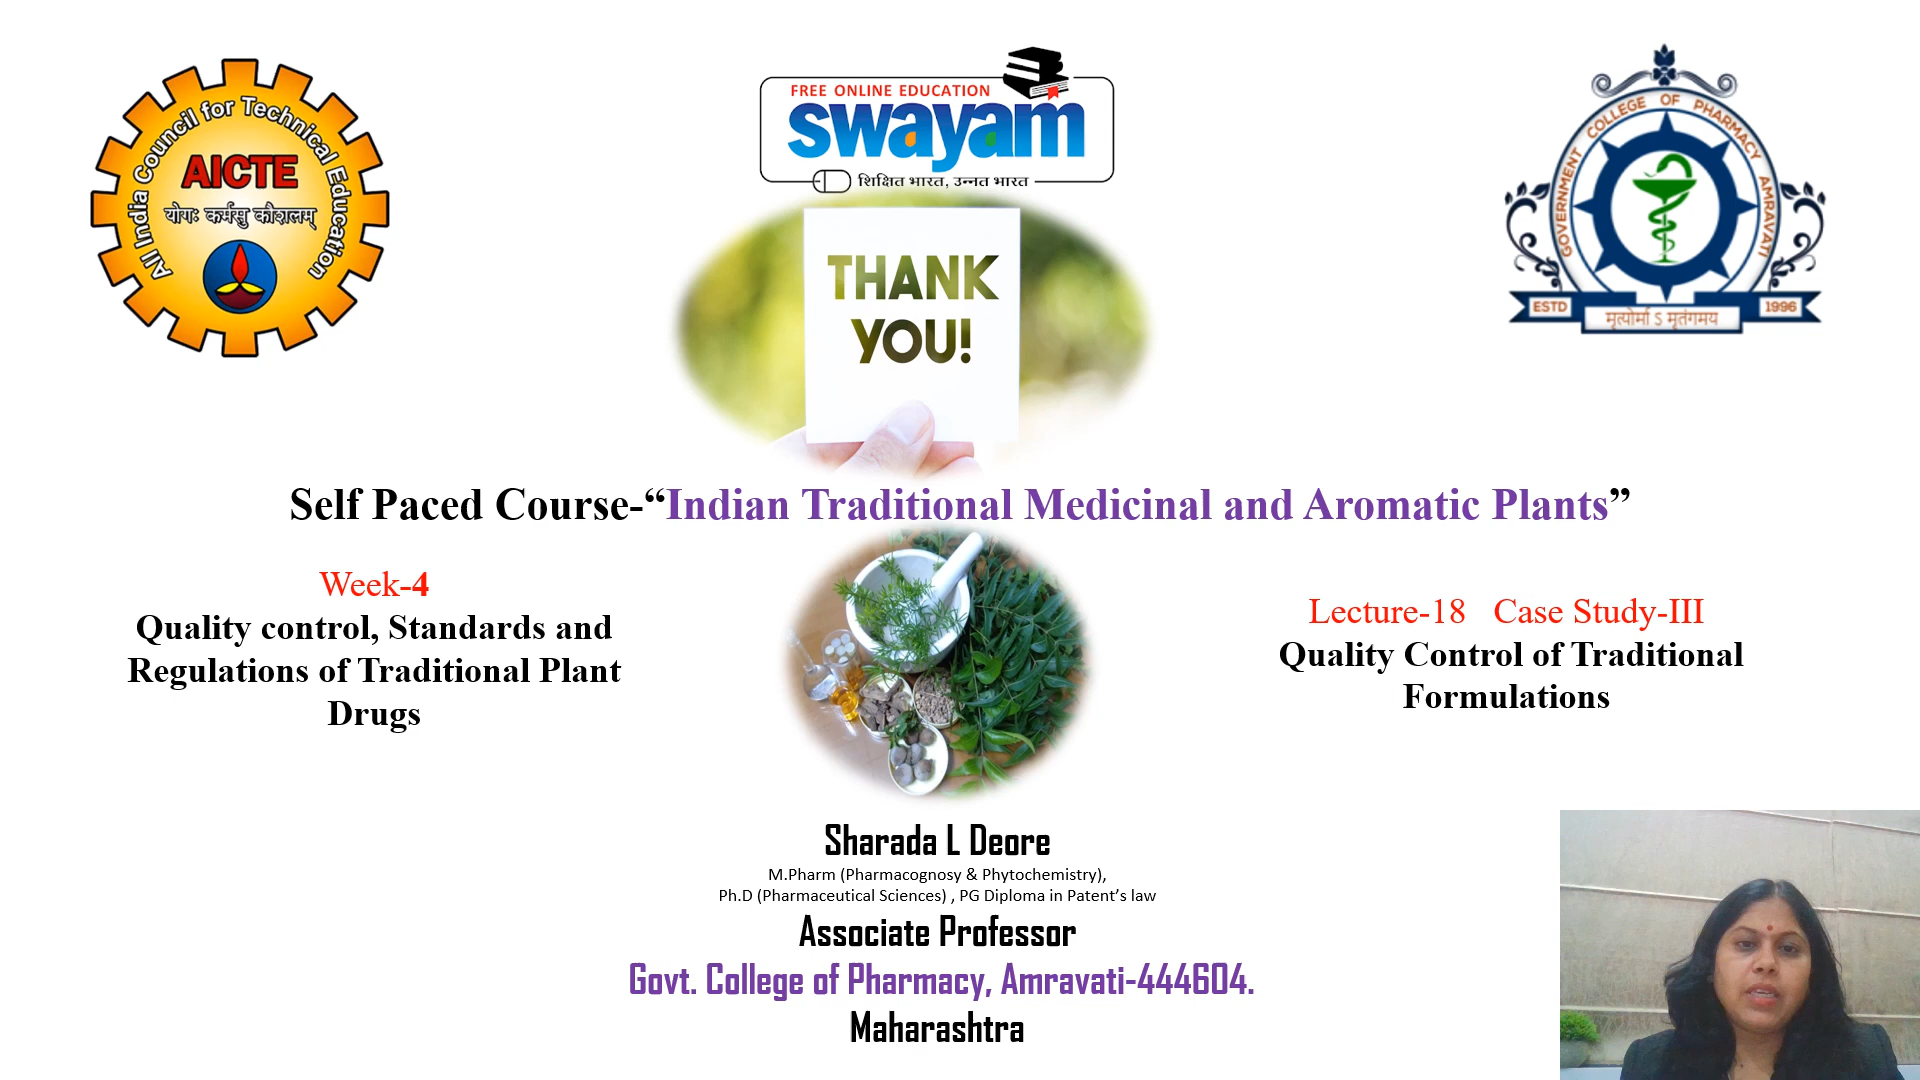 All India Council for Technical Education
AICTE
योगः कर्मसु कौशलम्
FREE ONLINE EDUCATION
swayam
शिक्षित भारत, उन्नत भारत
GOVERNMENT COLLEGE OF PHARMACY AMRAVATI
ESTD
1996
मृत्योर्मा ऽ मृतंगमय
THANK
YOU!
Self Paced Course-“Indian Traditional Medicinal and Aromatic Plants”
Week-4
Quality control, Standards and
Regulations of Traditional Plant
Drugs
Lecture-18 Case Study-III
Quality Control of Traditional
Formulations
Sharada L Deore
M.Pharm (Pharmacognosy & Phytochemistry),
Ph.D (Pharmaceutical Sciences) , PG Diploma in Patent’s law
Associate Professor
Govt. College of Pharmacy, Amravati-444604.
Maharashtra